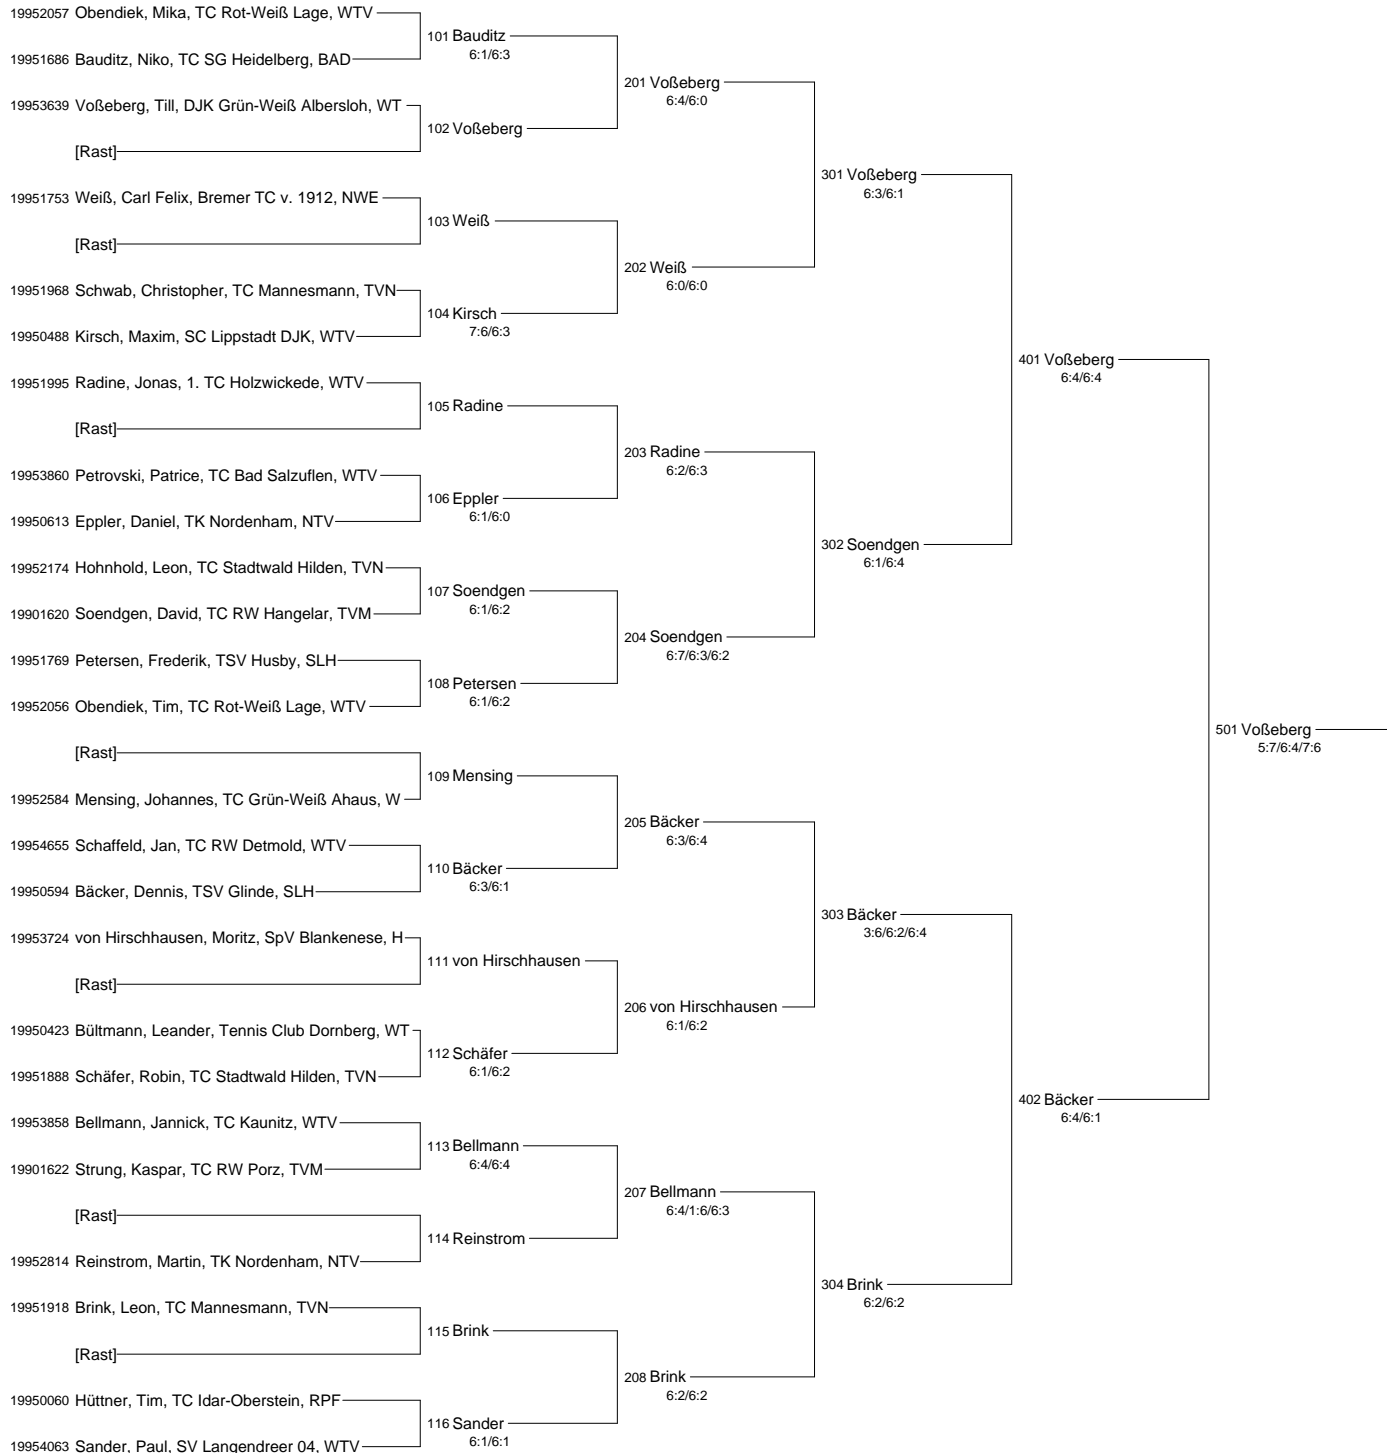 19952057 Obendiek, Mika, TC Rot-Weiß Lage, WTV
101 Bauditz
6:1/6:3
19951686 Bauditz, Niko, TC SG Heidelberg, BAD
201 Voßeberg
6:4/6:0
19953639 Voßeberg, Till, DJK Grün-Weiß Albersloh, WT
102 Voßeberg
[Rast]
301 Voßeberg
6:3/6:1
19951753 Weiß, Carl Felix, Bremer TC v. 1912, NWE
103 Weiß
[Rast]
202 Weiß
6:0/6:0
19951968 Schwab, Christopher, TC Mannesmann, TVN
104 Kirsch
7:6/6:3
19950488 Kirsch, Maxim, SC Lippstadt DJK, WTV
401 Voßeberg
6:4/6:4
19951995 Radine, Jonas, 1. TC Holzwickede, WTV
105 Radine
[Rast]
203 Radine
6:2/6:3
19953860 Petrovski, Patrice, TC Bad Salzuflen, WTV
106 Eppler
6:1/6:0
19950613 Eppler, Daniel, TK Nordenham, NTV
302 Soendgen
6:1/6:4
19952174 Hohnhold, Leon, TC Stadtwald Hilden, TVN
107 Soendgen
6:1/6:2
19901620 Soendgen, David, TC RW Hangelar, TVM
204 Soendgen
6:7/6:3/6:2
19951769 Petersen, Frederik, TSV Husby, SLH
108 Petersen
6:1/6:2
19952056 Obendiek, Tim, TC Rot-Weiß Lage, WTV
501 Voßeberg
5:7/6:4/7:6
[Rast]
109 Mensing
19952584 Mensing, Johannes, TC Grün-Weiß Ahaus, W
205 Bäcker
6:3/6:4
19954655 Schaffeld, Jan, TC RW Detmold, WTV
110 Bäcker
6:3/6:1
19950594 Bäcker, Dennis, TSV Glinde, SLH
303 Bäcker
3:6/6:2/6:4
19953724 von Hirschhausen, Moritz, SpV Blankenese, H
111 von Hirschhausen
[Rast]
206 von Hirschhausen
6:1/6:2
19950423 Bültmann, Leander, Tennis Club Dornberg, WT
112 Schäfer
6:1/6:2
19951888 Schäfer, Robin, TC Stadtwald Hilden, TVN
402 Bäcker
6:4/6:1
19953858 Bellmann, Jannick, TC Kaunitz, WTV
113 Bellmann
6:4/6:4
19901622 Strung, Kaspar, TC RW Porz, TVM
207 Bellmann
6:4/1:6/6:3
[Rast]
114 Reinstrom
19952814 Reinstrom, Martin, TK Nordenham, NTV
304 Brink
6:2/6:2
19951918 Brink, Leon, TC Mannesmann, TVN
115 Brink
[Rast]
208 Brink
6:2/6:2
19950060 Hüttner, Tim, TC Idar-Oberstein, RPF
116 Sander
6:1/6:1
19954063 Sander, Paul, SV Langendreer 04, WTV